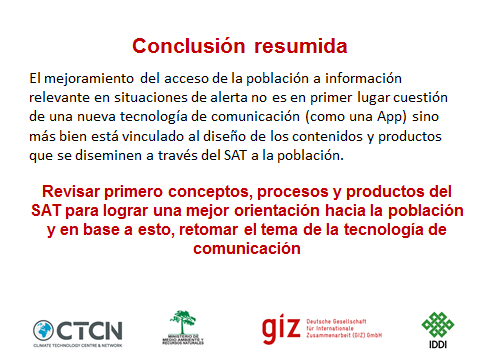 Conclusión resumida
El mejoramiento del acceso de la población a información
relevante en situaciones de alerta no es en primer lugar cuestión
de una nueva tecnología de comunicación (como una App) sino
más bien está vinculado al diseño de los contenidos y productos
que se diseminen a través del SAT a la población.
Revisar primero conceptos, procesos y productos del
SAT para lograr una mejor orientación hacia la población
y en base a esto, retomar el tema de la tecnología de
comunicación
CTCN
CLIMATE TECHNOLOGY CENTRE & NETWORK
MINISTERIO DE
MEDIO AMBIENTE Y
RECURSOS NATURALES
giz
Deutsche Gesellschaft
für Internationale
Zusammenarbeit (GIZ) GmbH
IDDI